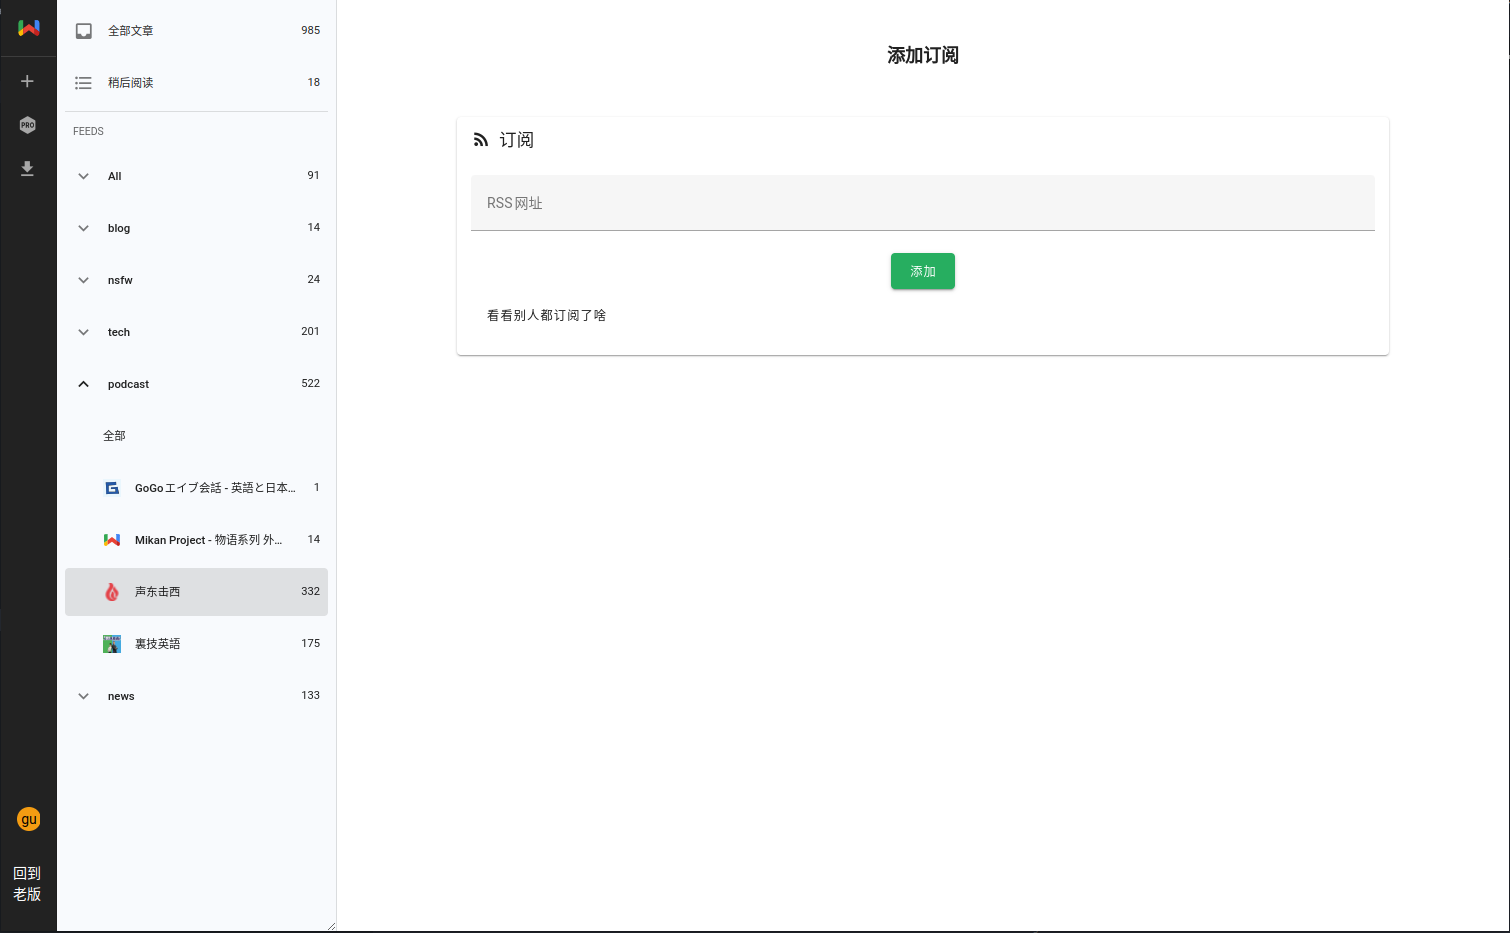 全部文章 985
稍后阅读 18
PRO
FEEDS
All 91
blog 14
nsfw 24
tech 201
podcast 522
全部
GoGoエイブ会話 - 英語と日本... 1
Mikan Project - 物语系列 外... 14
声东击西 332
裏技英語 175
news 133
gu
回到
老版
添加订阅
订阅
RSS网址
添加
看看别人都订阅了啥